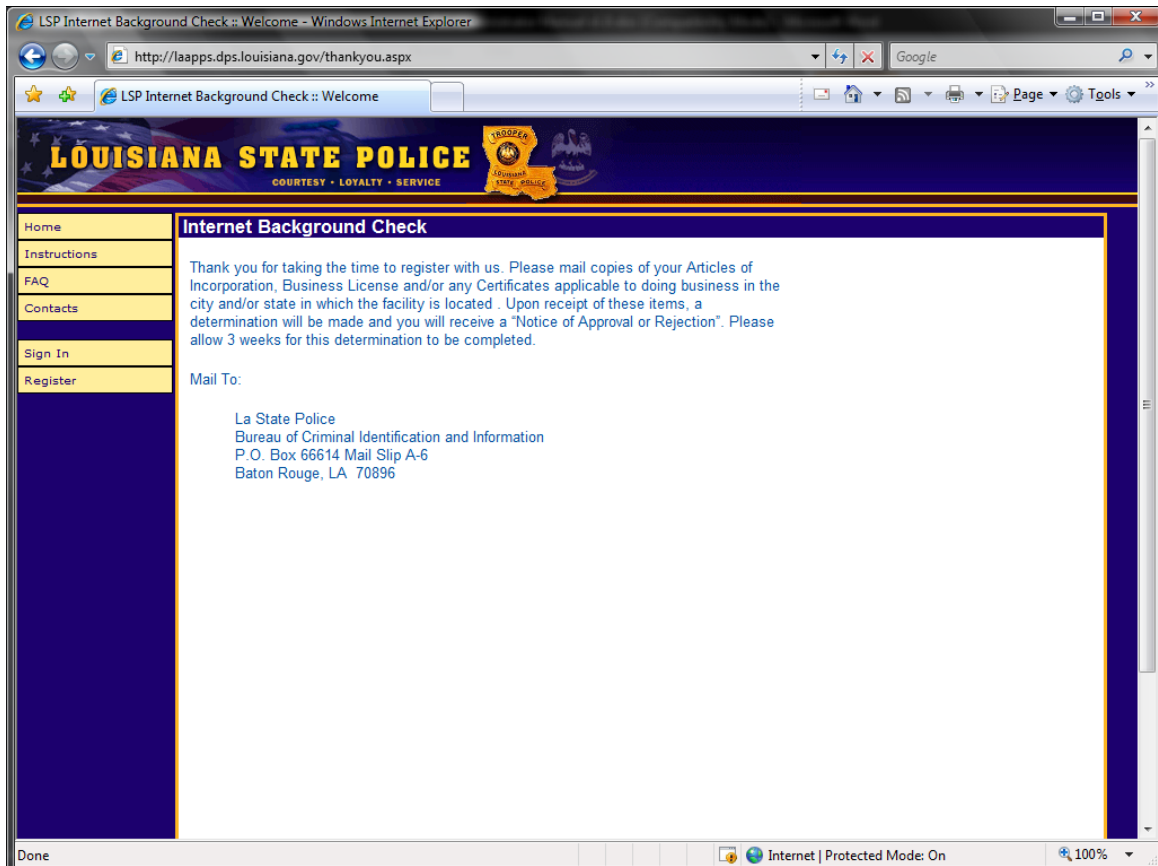 LSP Internet Background Check :: Welcome - Windows Internet Explorer
http://laapps.dps.louisiana.gov/thankyou.aspx
Google
LSP Internet Background Check :: Welcome
Page
Tools
LOUISIANA STATE POLICE
COURTESY • LOYALTY • SERVICE
TROOPER
LOUISIANA
STATE POLICE
Home
Instructions
FAQ
Contacts
Sign In
Register
Internet Background Check
Thank you for taking the time to register with us. Please mail copies of your Articles of
Incorporation, Business License and/or any Certificates applicable to doing business in the
city and/or state in which the facility is located . Upon receipt of these items, a
determination will be made and you will receive a “Notice of Approval or Rejection”. Please
allow 3 weeks for this determination to be completed.
Mail To:
La State Police
Bureau of Criminal Identification and Information
P.O. Box 66614 Mail Slip A-6
Baton Rouge, LA  70896
Done
Internet | Protected Mode: On
100%